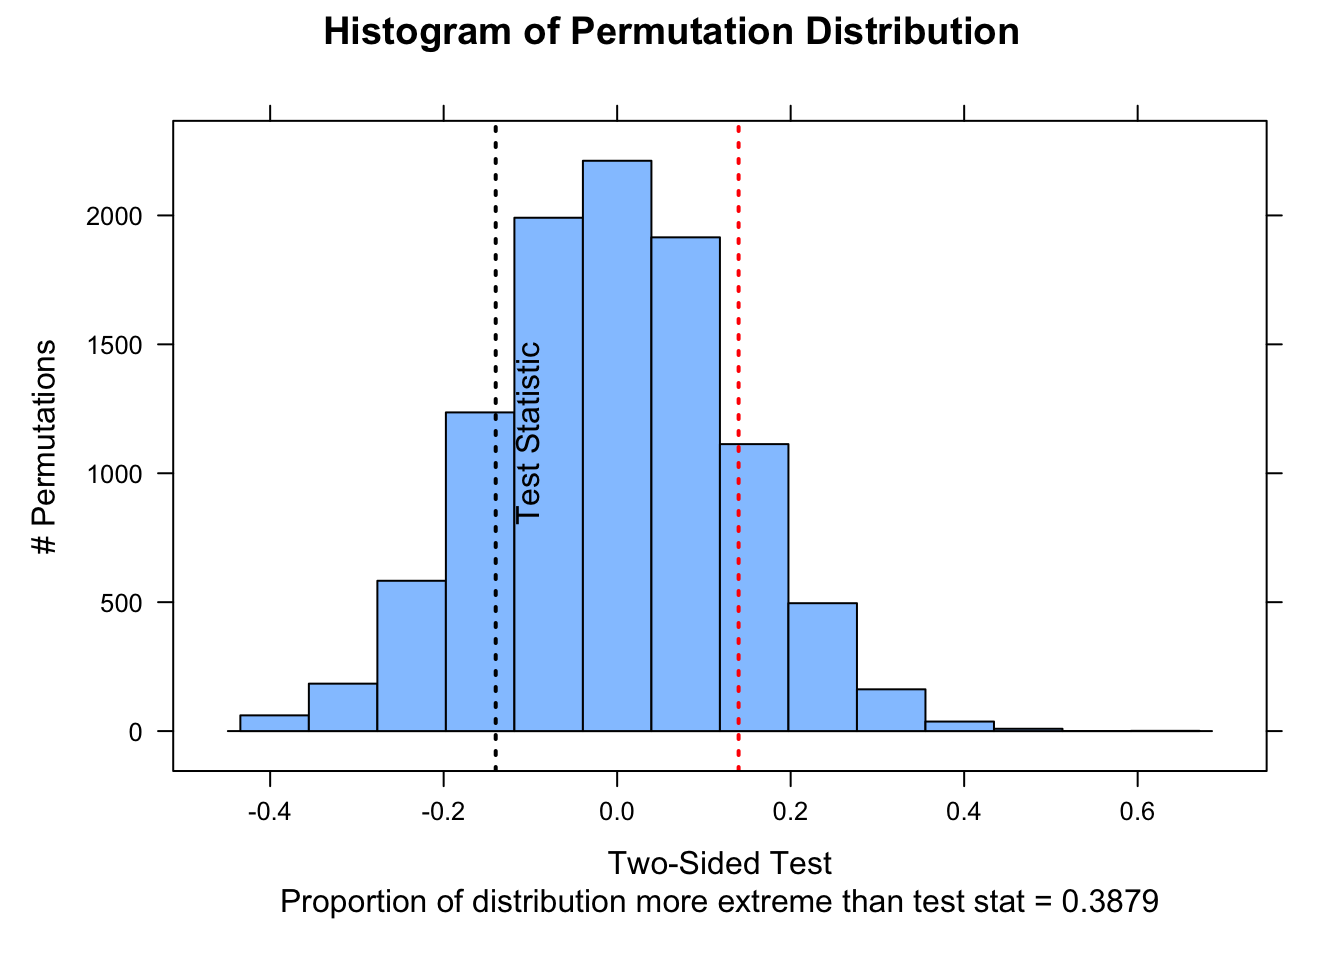 Histogram of Permutation Distribution
# Permutations
2000
1500
1000
500
0
Test Statistic
-0.4 -0.2 0.0 0.2 0.4 0.6
Two-Sided Test
Proportion of distribution more extreme than test stat = 0.3879